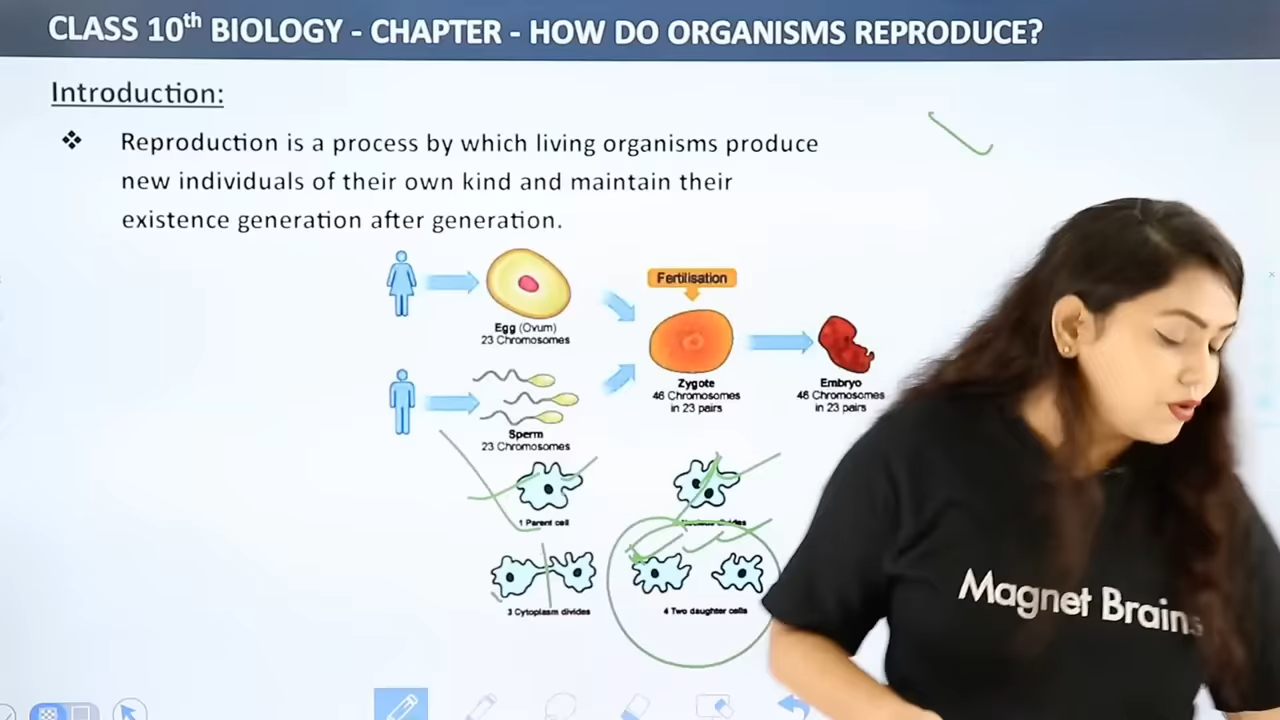 CLASS 10th BIOLOGY - CHAPTER - HOW DO ORGANISMS REPRODUCE?
Introduction:
❖ Reproduction is a process by which living organisms produce
new individuals of their own kind and maintain their
existence generation after generation.
Fertilisation
Egg (Ovum)
23 Chromosomes
Zygote
46 Chromosomes
in 23 pairs
Embryo
46 Chromosomes
in 23 pairs
Sperm
23 Chromosomes
1 Parent cell
divides
3 Cytoplasm divides
4 Two daughter cells
Magnet Brains